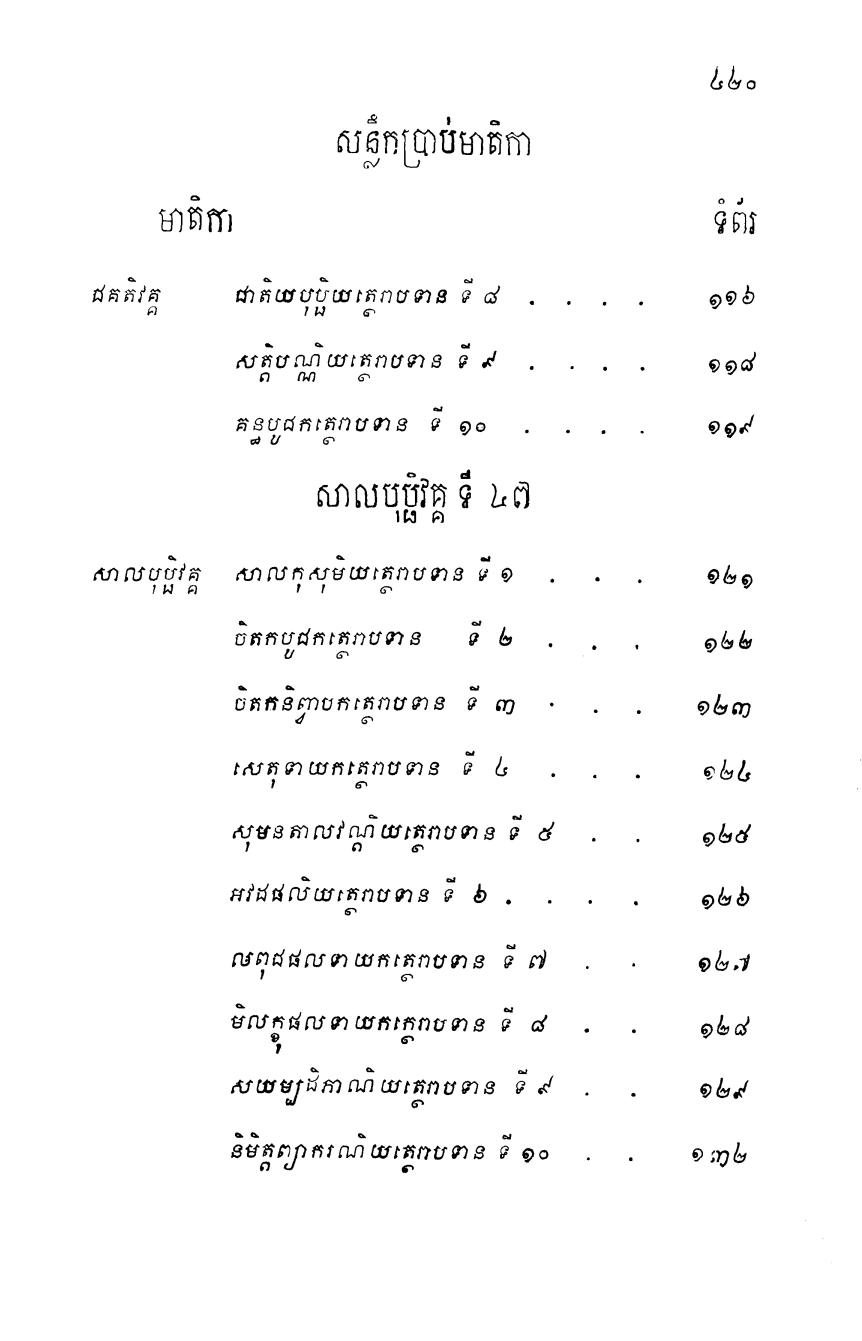 ៤២០
សន្លឹកប្រាប់មាតិកា
មាតិកា ទំព័រ
ជគតិវគ្គ ជាតិយបុប្ផិយត្ថេរាបទាន ទី ៨ . . . . ១១៦
សត្តិបណ្ណិយត្ថេរាបទាន ទី ៩ . . . . ១១៨
គន្ធបូជកត្ថេរាបទាន ទី ១០ . . . . ១១៩
សាលបុប្ផិវគ្គ ទី ៤៧
សាលបុប្ផិវគ្គ សាលកុសុមិយត្ថេរាបទាន ទី ១ . . . ១២១
ចិតកបូជកត្ថេរាបទាន ទី ២ . . . ១២២
ចិតកនិព្វាបកត្ថេរាបទាន ទី ៣ . . . ១២៣
សេតុទាយកត្ថេរាបទាន ទី ៤ . . . ១២៤
សុមនតាលវណ្ដិយត្ថេរាបទាន ទី ៥ . . ១២៥
អវដផលិយត្ថេរាបទាន ទី ៦ . . . . ១២៦
លពុជផលទាយកត្ថេរាបទាន ទី ៧ . . ១២៧
មិលក្ខុផលទាយកត្ថេរាបទាន ទី ៨ . . ១២៨
សយម្បដិភាណិយត្ថេរាបទាន ទី ៩ . . ១២៩
និមិត្តព្យាករណិយត្ថេរាបទាន ទី ១០ . . ១៣២